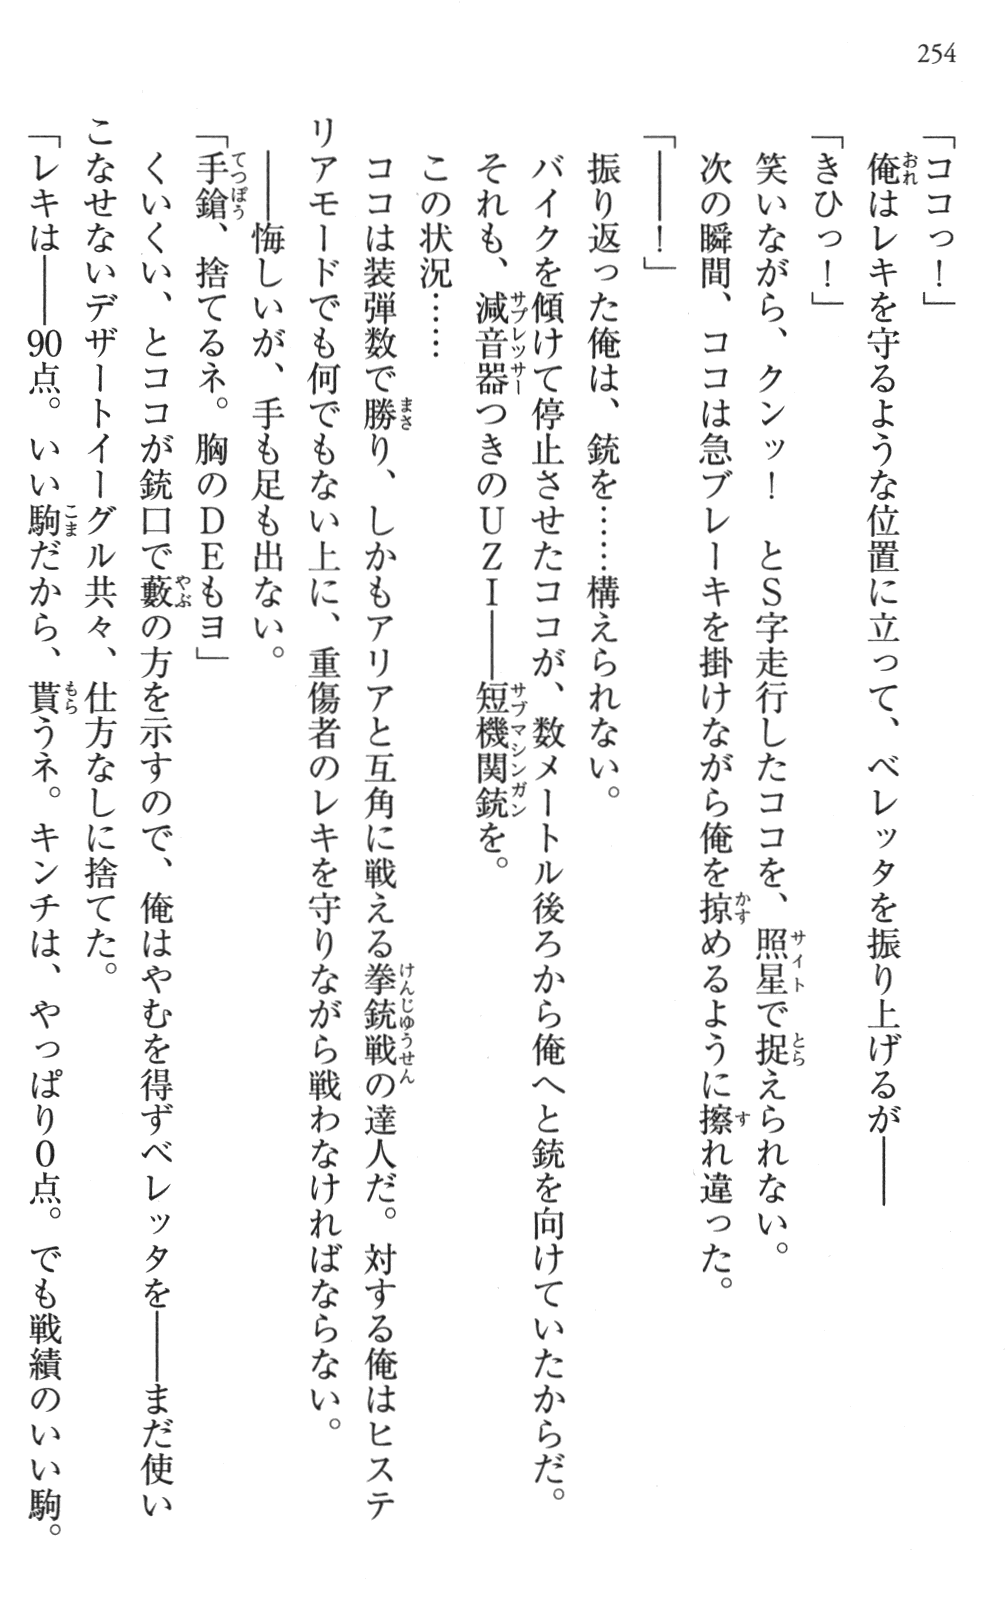 254
「ココっ！」
俺はレキを守るような位置に立って、ベレッタを振り上げるが――
「きひっ！」
笑いながら、クンッ！　とS字走行したココを、照星で捉えられない。
次の瞬間、ココは急ブレーキを掛けながら俺を掠めるように擦れ違った。
「――！」
振り返った俺は、銃を……構えられない。
バイクを傾けて停止させたココが、数メートル後ろから俺へと銃を向けていたからだ。
それも、減音器つきのUZI――短機関銃を。
この状況……
ココは装弾数で勝り、しかもアリアと互角に戦える拳銃戦の達人だ。対する俺はヒステ
リアモードでも何でもない上に、重傷者のレキを守りながら戦わなければならない。
――悔しいが、手も足も出ない。
「手鎗、捨てるネ。胸のDEもヨ」
くいくい、とココが銃口で藪の方を示すので、俺はやむを得ずベレッタを――まだ使い
こなせないデザートイーグル共々、仕方なしに捨てた。
「レキは――90点。いい駒だから、貰うネ。キンチは、やっぱり0点。でも戦績のいい駒。